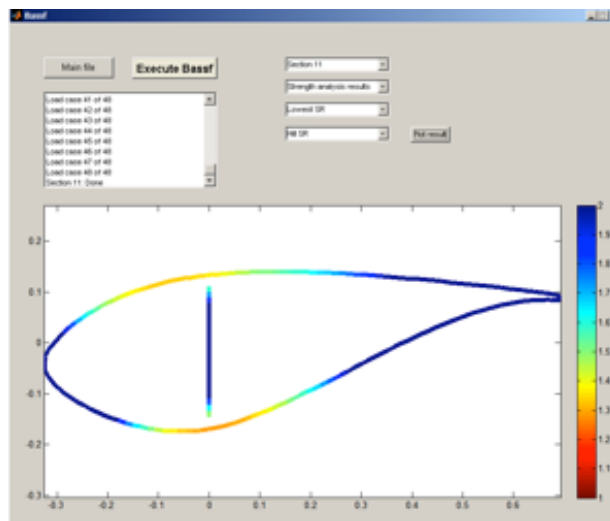 Bassf
Main file
Execute Bassf
Section 11
Strength analysis results
Lowest SR
Hill SR
Load case 41 of 48
Load case 42 of 48
Load case 43 of 48
Load case 44 of 48
Load case 45 of 48
Load case 46 of 48
Load case 47 of 48
Load case 48 of 48
Section 11: Done
0.2
0.1
0
-0.1
-0.2
-0.3
-0.3
-0.2
-0.1
0
0.1
0.2
0.3
0.4
0.5
0.6
2
1.9
1.8
1.7
1.6
1.5
1.4
1.3
1.2
1.1
1